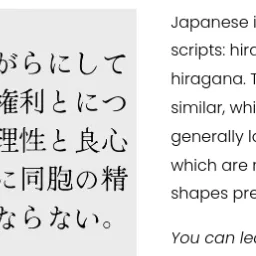 がらにして
権利とにつ
理性と良心
に同胞の精
ならない。
Japanese i
scripts: hira
hiragana. T
similar, whi
generally l
which are r
shapes pre
You can lea